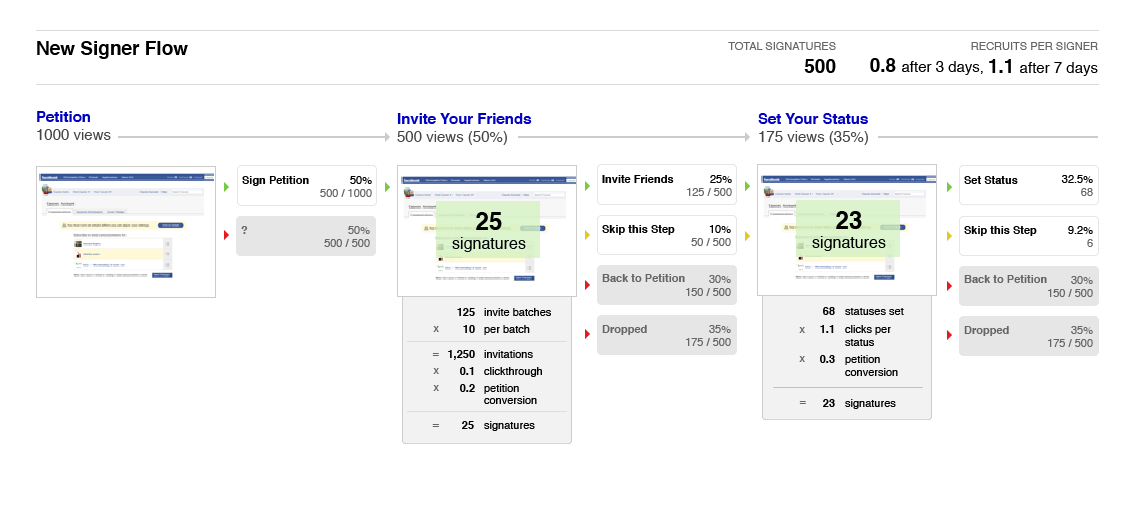 New Signer Flow
TOTAL SIGNATURES
500
RECRUITS PER SIGNER
0.8 after 3 days, 1.1 after 7 days
Petition
1000 views
Invite Your Friends
500 views (50%)
Set Your Status
175 views (35%)
Sign Petition 50%
500 / 1000
? 50%
500 / 500
25
signatures
125 invite batches
x 10 per batch
= 1,250 invitations
x 0.1 clickthrough
x 0.2 petition
conversion
= 25 signatures
Invite Friends 25%
125 / 500
Skip this Step 10%
50 / 500
Back to Petition 30%
150 / 500
Dropped 35%
175 / 500
23
signatures
68 statuses set
x 1.1 clicks per
status
x 0.3 petition
conversion
= 23 signatures
Set Status 32.5%
68
Skip this Step 9.2%
6
Back to Petition 30%
150 / 500
Dropped 35%
175 / 500